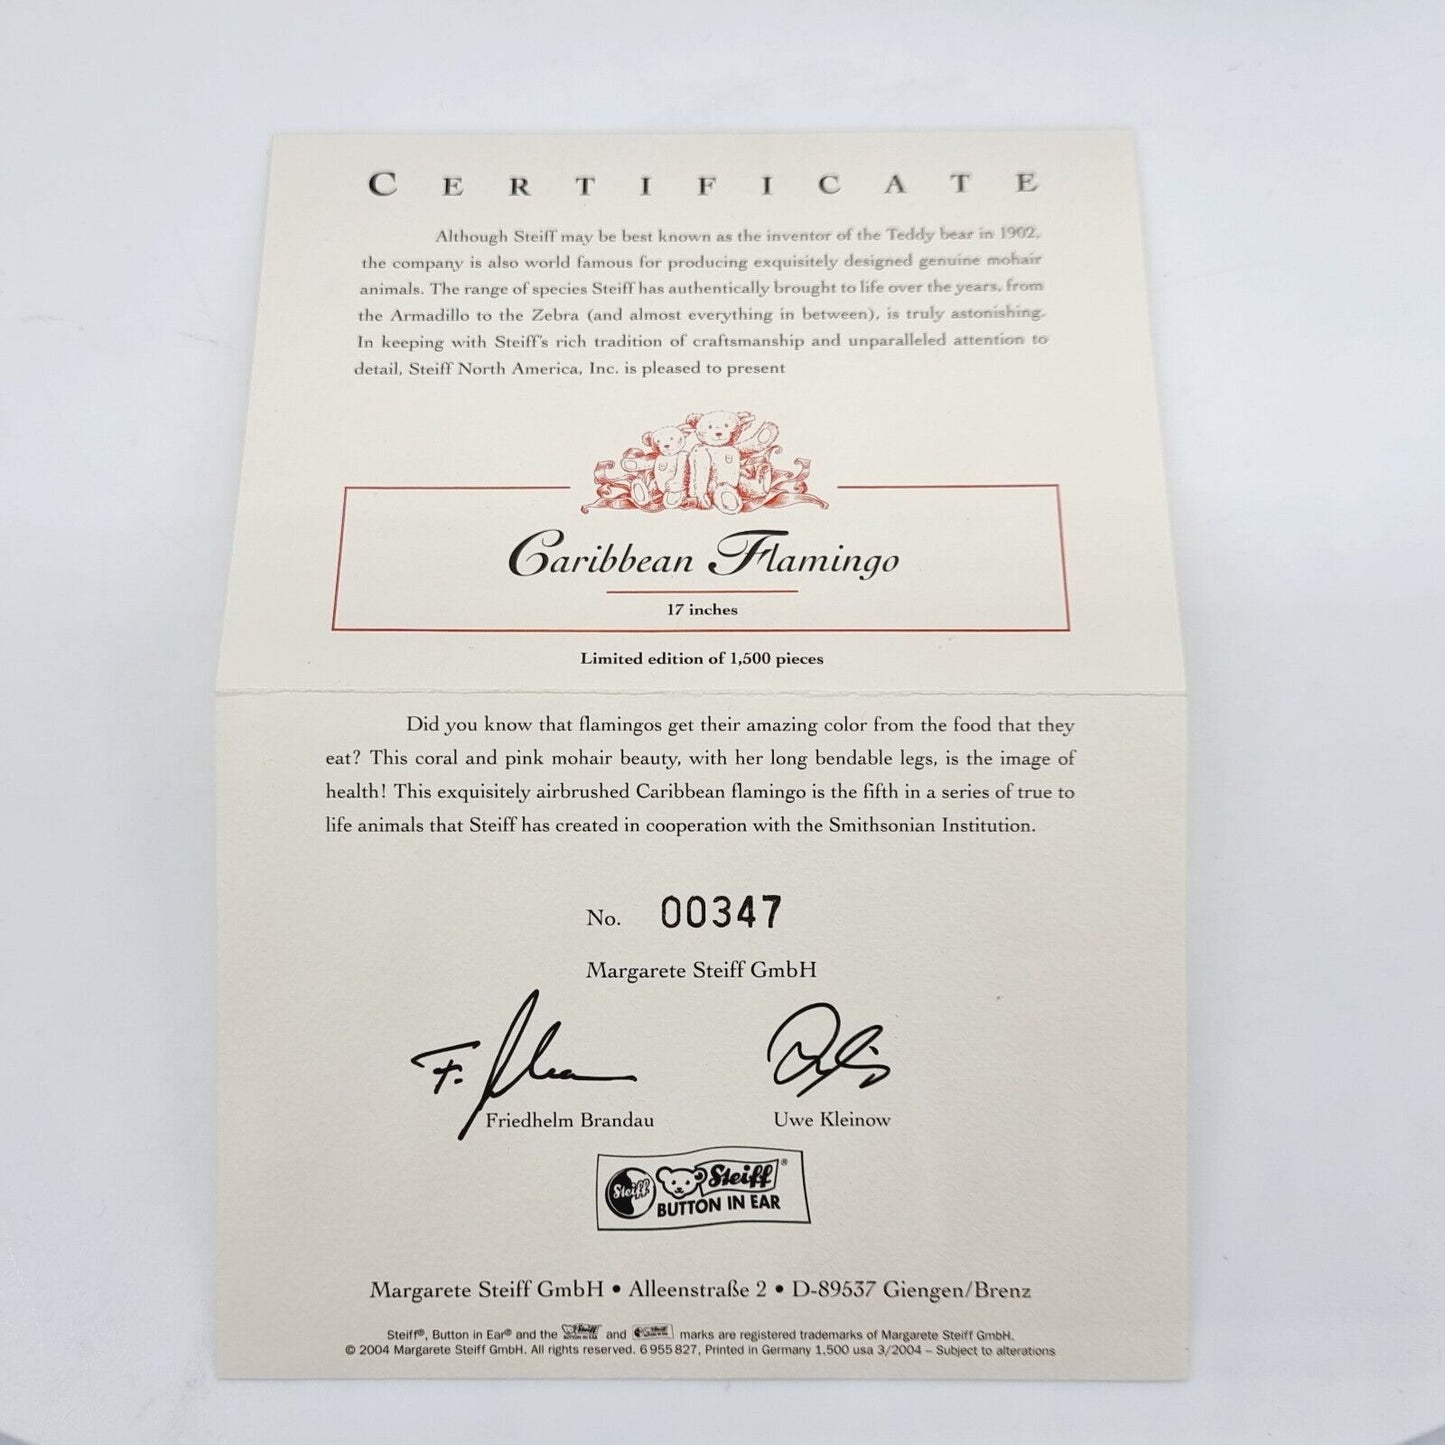 CERTIFICATE
Although Steiff may be best known as the inventor of the Teddy bear in 1902,
the company is also world famous for producing exquisitely designed genuine mohair
animals. The range of species Steiff has authentically brought to life over the years, from
the Armadillo to the Zebra (and almost everything in between), is truly astonishing.
In keeping with Steiff's rich tradition of craftsmanship and unparalleled attention to
detail, Steiff North America, Inc. is pleased to present
Caribbean Flamingo
17 inches
Limited edition of 1,500 pieces
Did you know that flamingos get their amazing color from the food that they
eat? This coral and pink mohair beauty, with her long bendable legs, is the image of
health! This exquisitely airbrushed Caribbean flamingo is the fifth in a series of true to
life animals that Steiff has created in cooperation with the Smithsonian Institution.
No. 00347
Margarete Steiff GmbH
Friedhelm Brandau Uwe Kleinow
Steiff Steiff®
BUTTON IN EAR
Margarete Steiff GmbH • Alleenstraße 2 • D-89537 Giengen/Brenz
Steiff®, Button in Ear® and the Steiff BUTTON IN EAR and marks are registered trademarks of Margarete Steiff GmbH.
© 2004 Margarete Steiff GmbH. All rights reserved. 6 955 827, Printed in Germany 1,500 usa 3/2004 – Subject to alterations